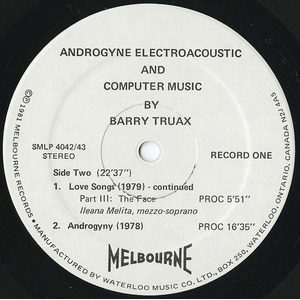 ANDROGYNE ELECTROACOUSTIC
AND
COMPUTER MUSIC
BY
BARRY TRUAX
SMLP 4042/43
STEREO
RECORD ONE
Side Two (22'37")
1. Love Songs (1979) - continued
Part III: The Face PROC 5'51"
Ileana Melita, mezzo-soprano
2. Androgyny (1978) PROC 16'35"
MELBOURNE
℗©1981 MELBOURNE RECORDS • MANUFACTURED BY WATERLOO MUSIC CO. LTD., BOX 250, WATERLOO, ONTARIO, CANADA N2J 4A5